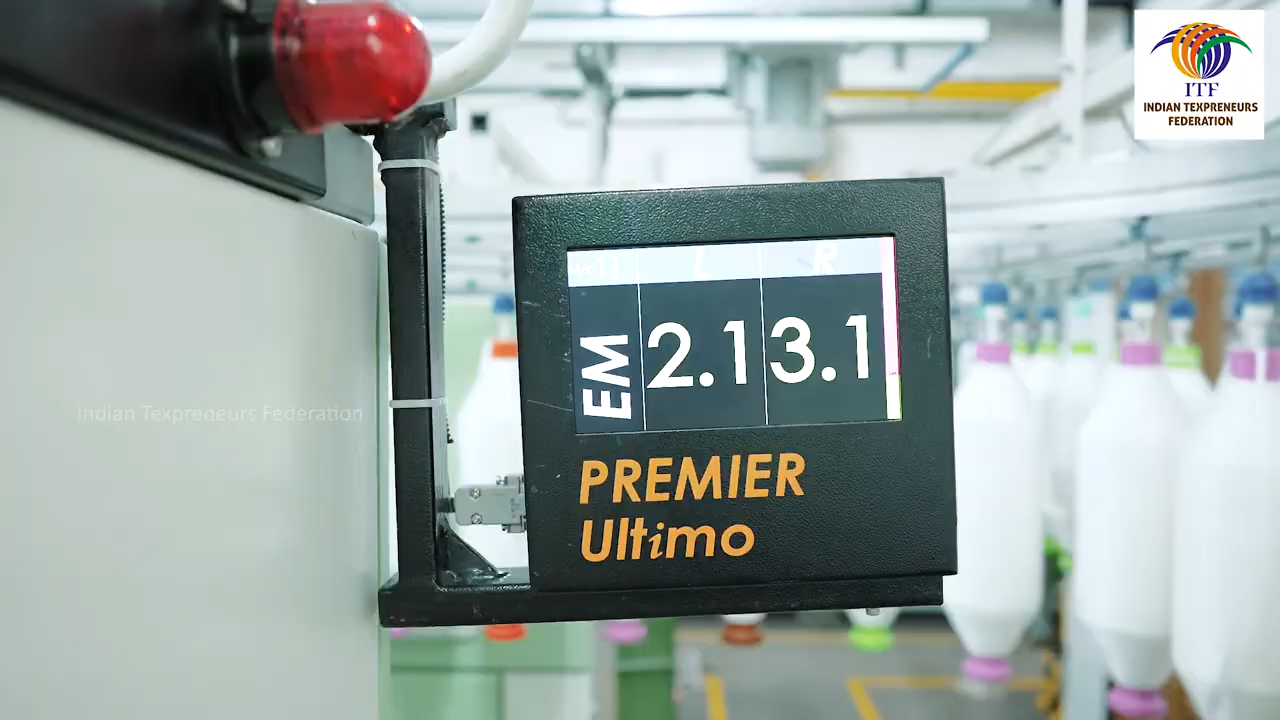 ITF
INDIAN TEXPRENEURS
FEDERATION
L R
EM 2.1 3.1
Indian Texpreneurs Federation
PREMIER
Ultimo